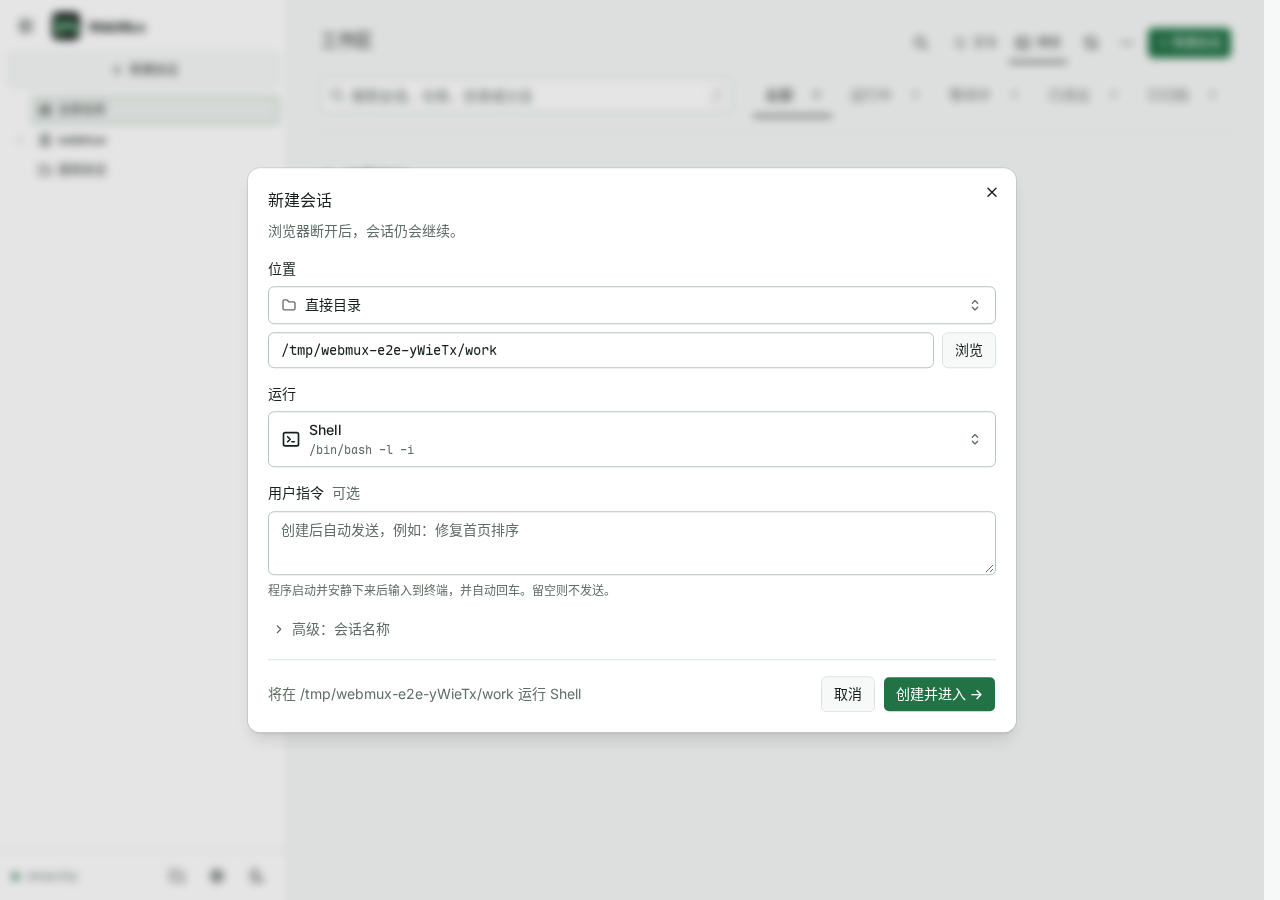 新建会话
浏览器断开后，会话仍会继续。
位置
直接目录
/tmp/webmux-e2e-yWieTx/work
浏览
运行
Shell
/bin/bash -l -i
用户指令 可选
创建后自动发送，例如：修复首页排序
程序启动并安静下来后输入到终端，并自动回车。留空则不发送。
高级：会话名称
将在 /tmp/webmux-e2e-yWieTx/work 运行 Shell
取消
创建并进入 →